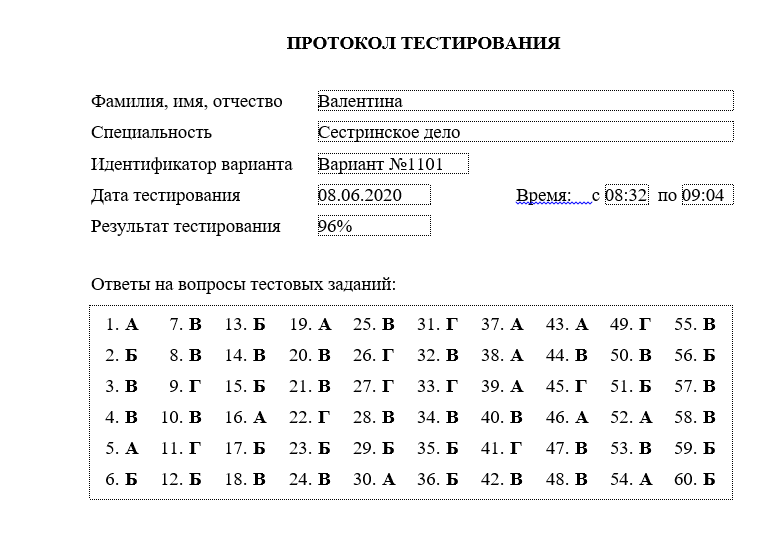 ПРОТОКОЛ ТЕСТИРОВАНИЯ
Фамилия, имя, отчество Валентина
Специальность Сестринское дело
Идентификатор варианта Вариант №1101
Дата тестирования 08.06.2020 Время: с 08:32 по 09:04
Результат тестирования 96%
Ответы на вопросы тестовых заданий:
1. А 7. В 13. Б 19. А 25. В 31. Г 37. А 43. А 49. Г 55. В
2. Б 8. В 14. В 20. В 26. Г 32. В 38. А 44. В 50. В 56. Б
3. В 9. Г 15. Б 21. В 27. Г 33. Г 39. А 45. Г 51. Б 57. В
4. В 10. В 16. А 22. Г 28. В 34. В 40. В 46. А 52. А 58. В
5. А 11. Г 17. Б 23. Б 29. Б 35. Б 41. Г 47. В 53. В 59. Б
6. Б 12. Б 18. В 24. В 30. А 36. Б 42. В 48. В 54. А 60. Б